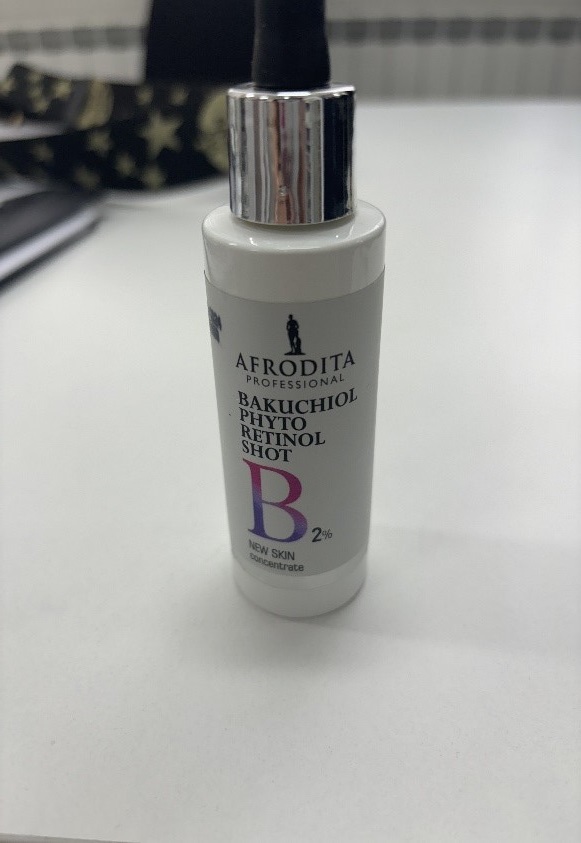 AFRODITA
PROFESSIONAL
BAKUCHIOL
PHYTO
RETINOL
SHOT
B
2%
NEW SKIN
concentrate